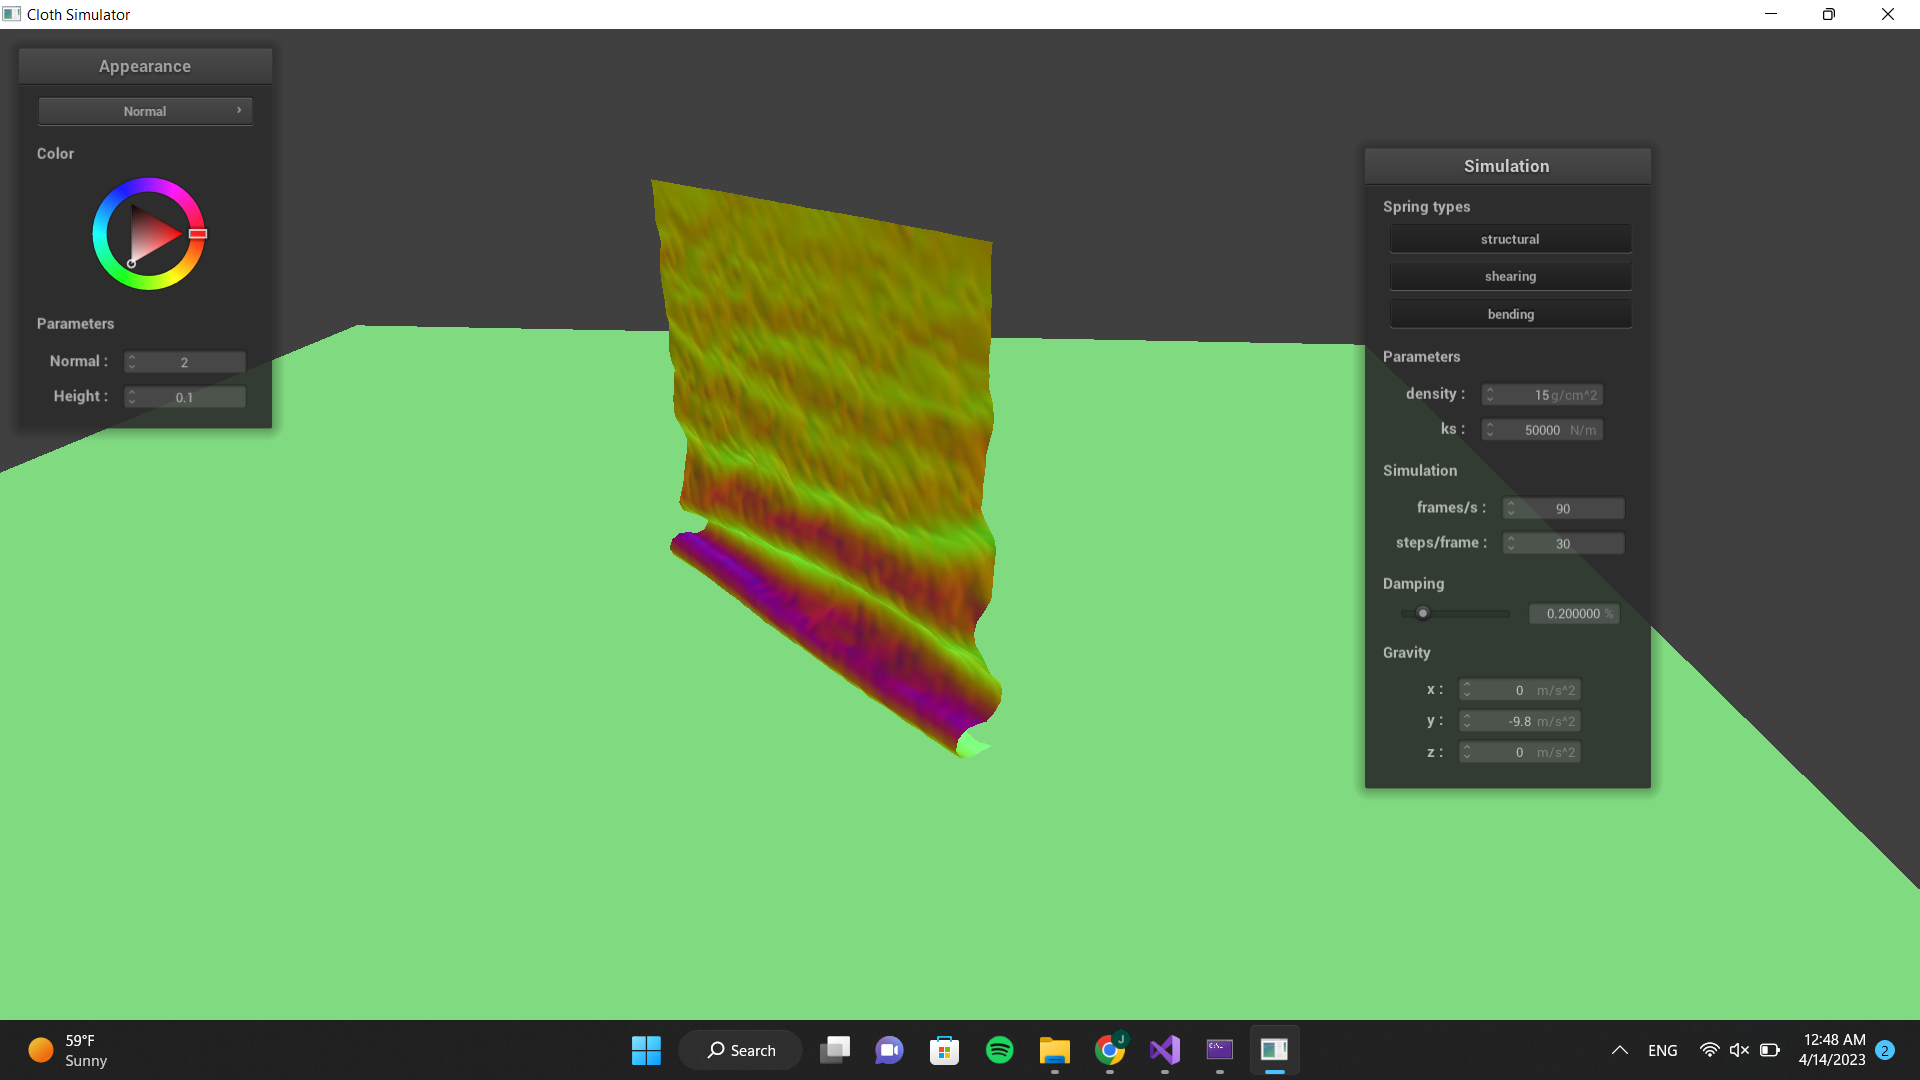 Cloth Simulator
Appearance
Normal
Color
Parameters
Normal : 2
Height : 0.1
Simulation
Spring types
structural
shearing
bending
Parameters
density : 15 g/cm^2
ks : 50000 N/m
Simulation
frames/s : 90
steps/frame : 30
Damping
0.200000 %
Gravity
x : 0 m/s^2
y : -9.8 m/s^2
z : 0 m/s^2
59°F
Sunny
Search
J
C:\_
ENG
12:48 AM
4/14/2023
2